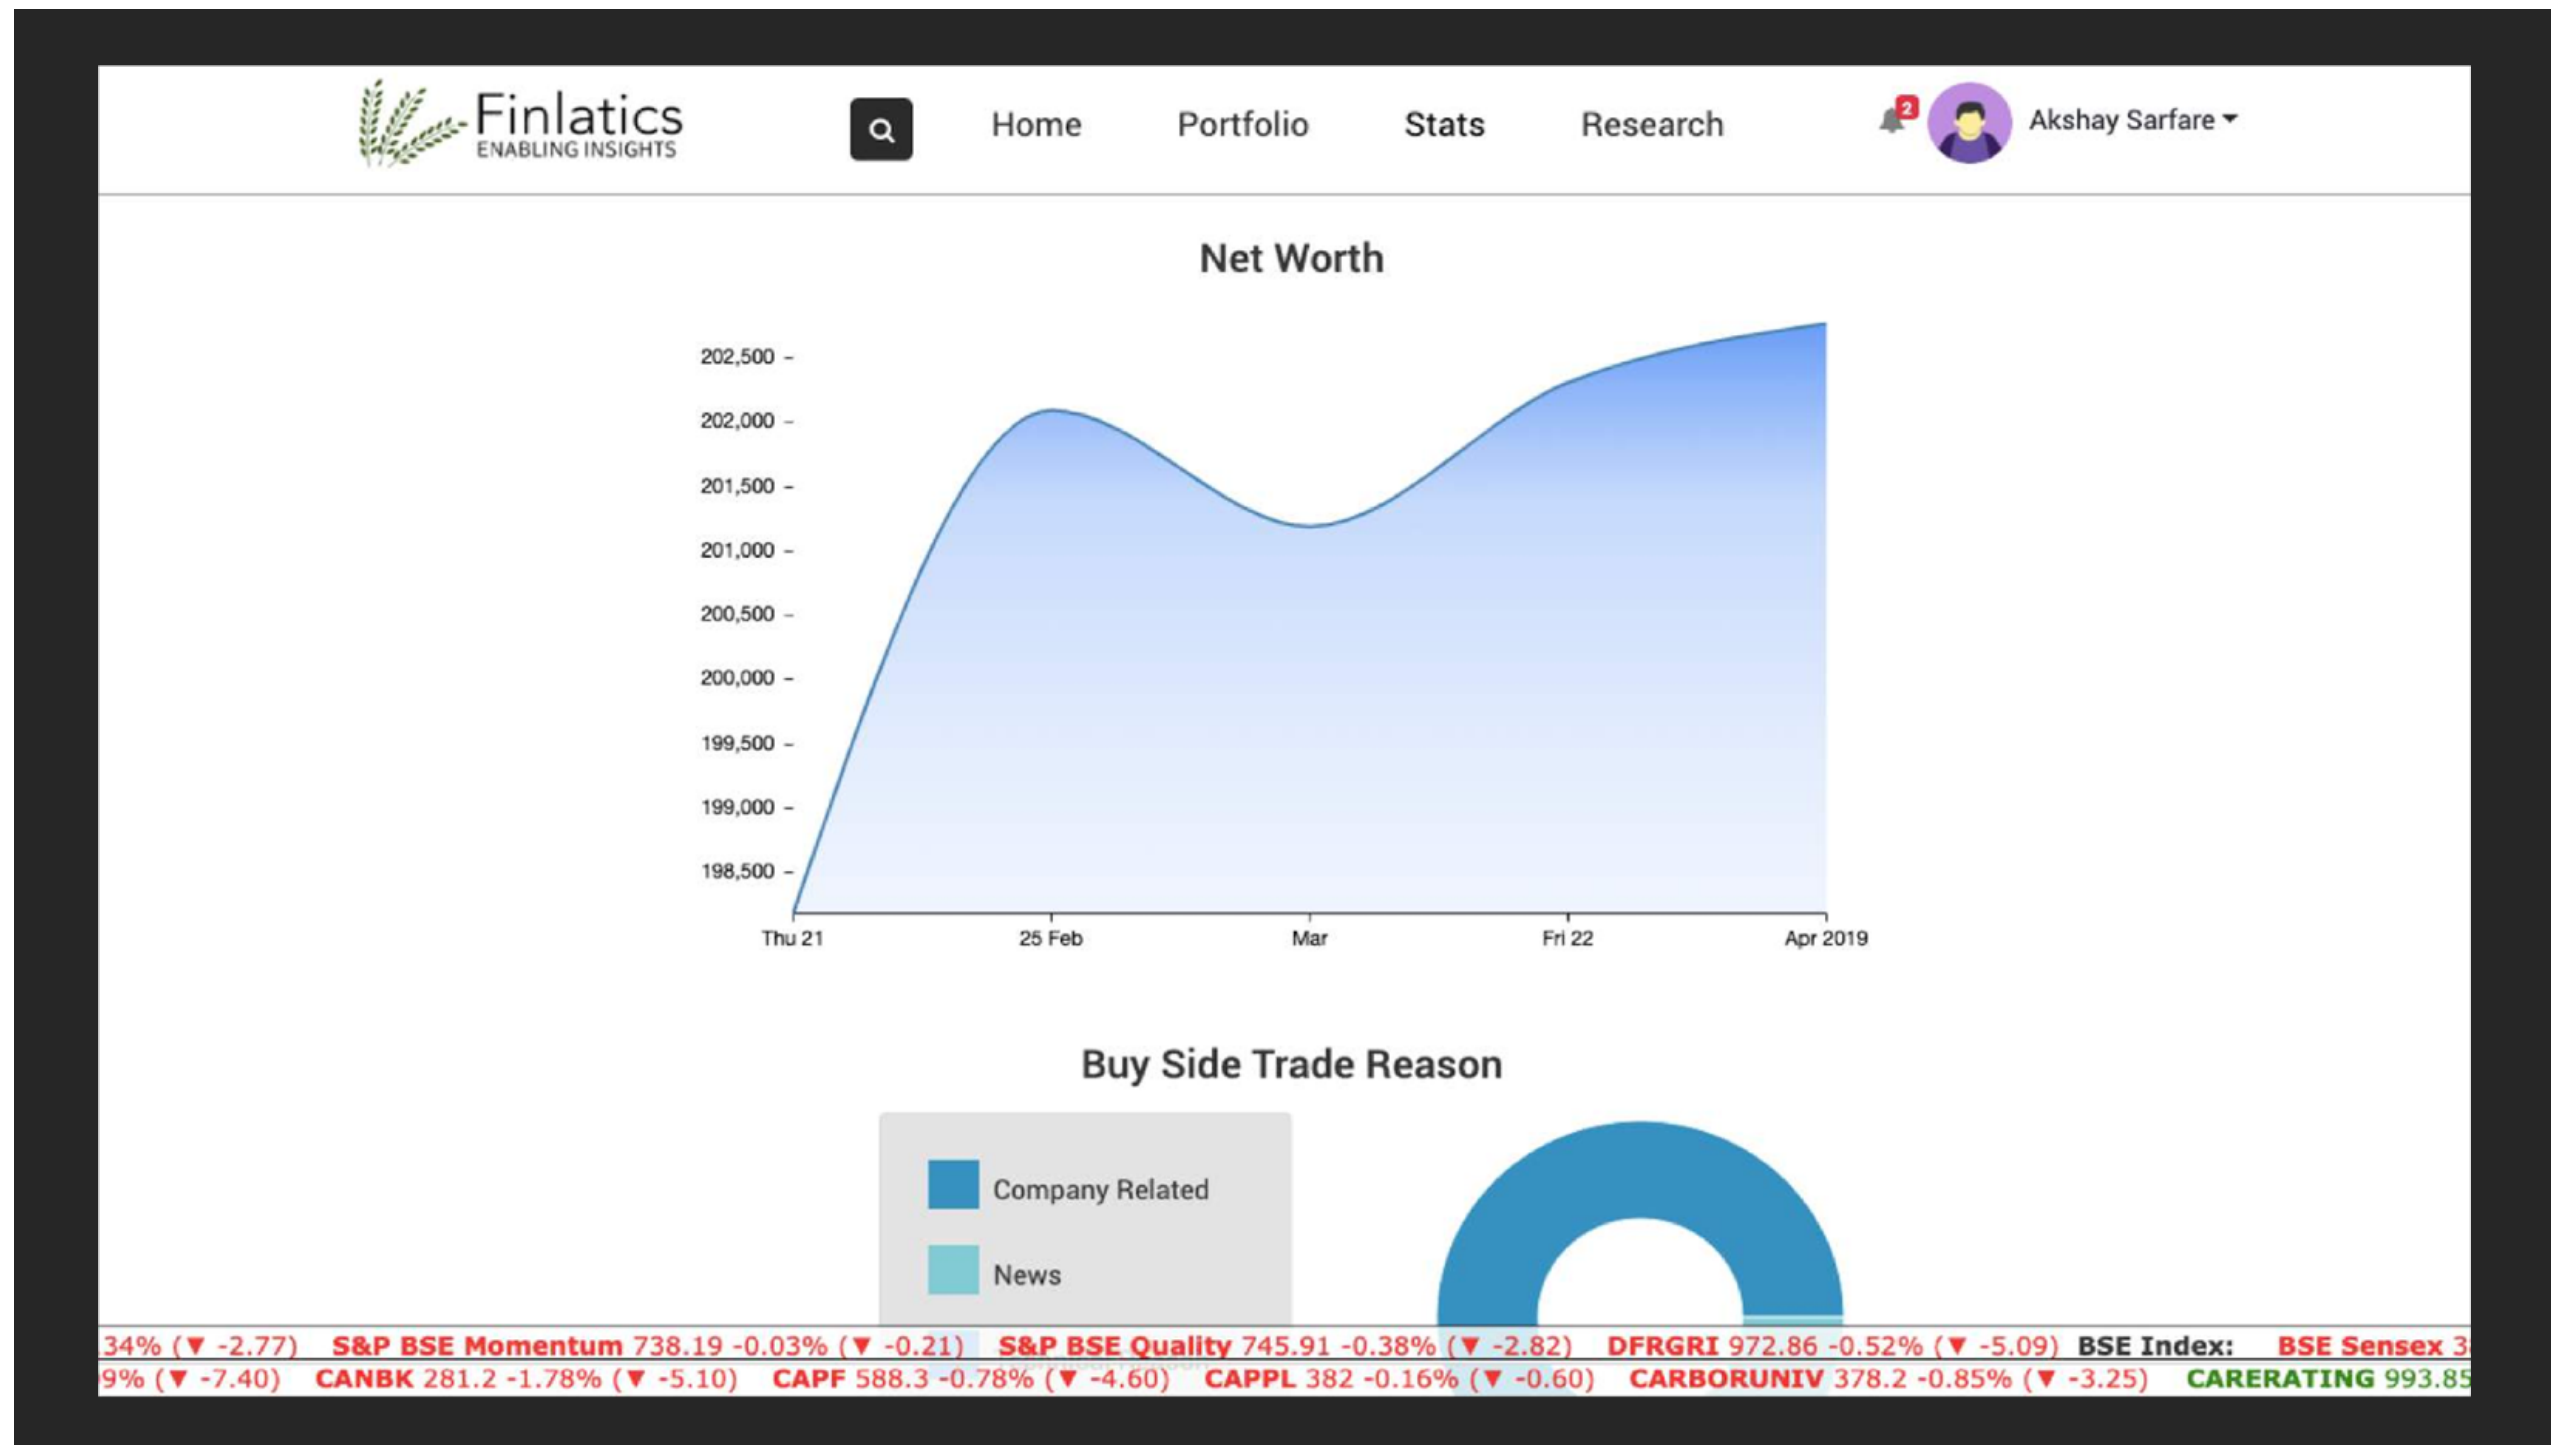 Finlatics
ENABLING INSIGHTS
Home Portfolio Stats Research
2
Akshay Sarfare
Net Worth
202,500
202,000
201,500
201,000
200,500
200,000
199,500
199,000
198,500
Thu 21 25 Feb Mar Fri 22 Apr 2019
Buy Side Trade Reason
Company Related
News
.34% (▼ -2.77) S&P BSE Momentum 738.19 -0.03% (▼ -0.21) S&P BSE Quality 745.91 -0.38% (▼ -2.82) DFRGRI 972.86 -0.52% (▼ -5.09) BSE Index: BSE Sensex 3
9% (▼ -7.40) CANBK 281.2 -1.78% (▼ -5.10) CAPF 588.3 -0.78% (▼ -4.60) CAPPL 382 -0.16% (▼ -0.60) CARBORUNIV 378.2 -0.85% (▼ -3.25) CARERATING 993.85